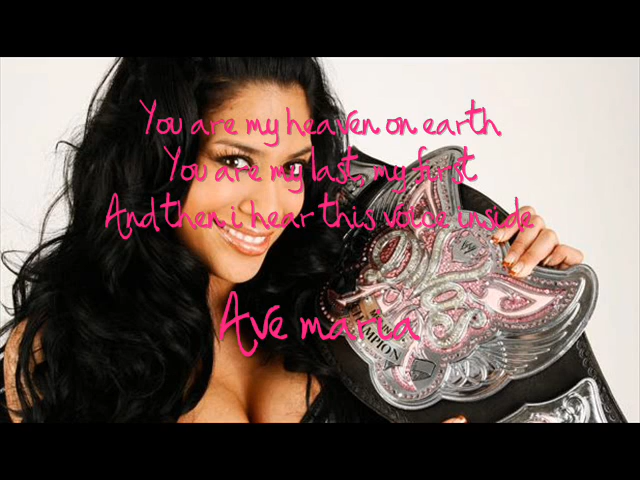 You are my heaven on earth
You are my last, my first
And then i hear this voice inside
Ave maria
CHAMPION